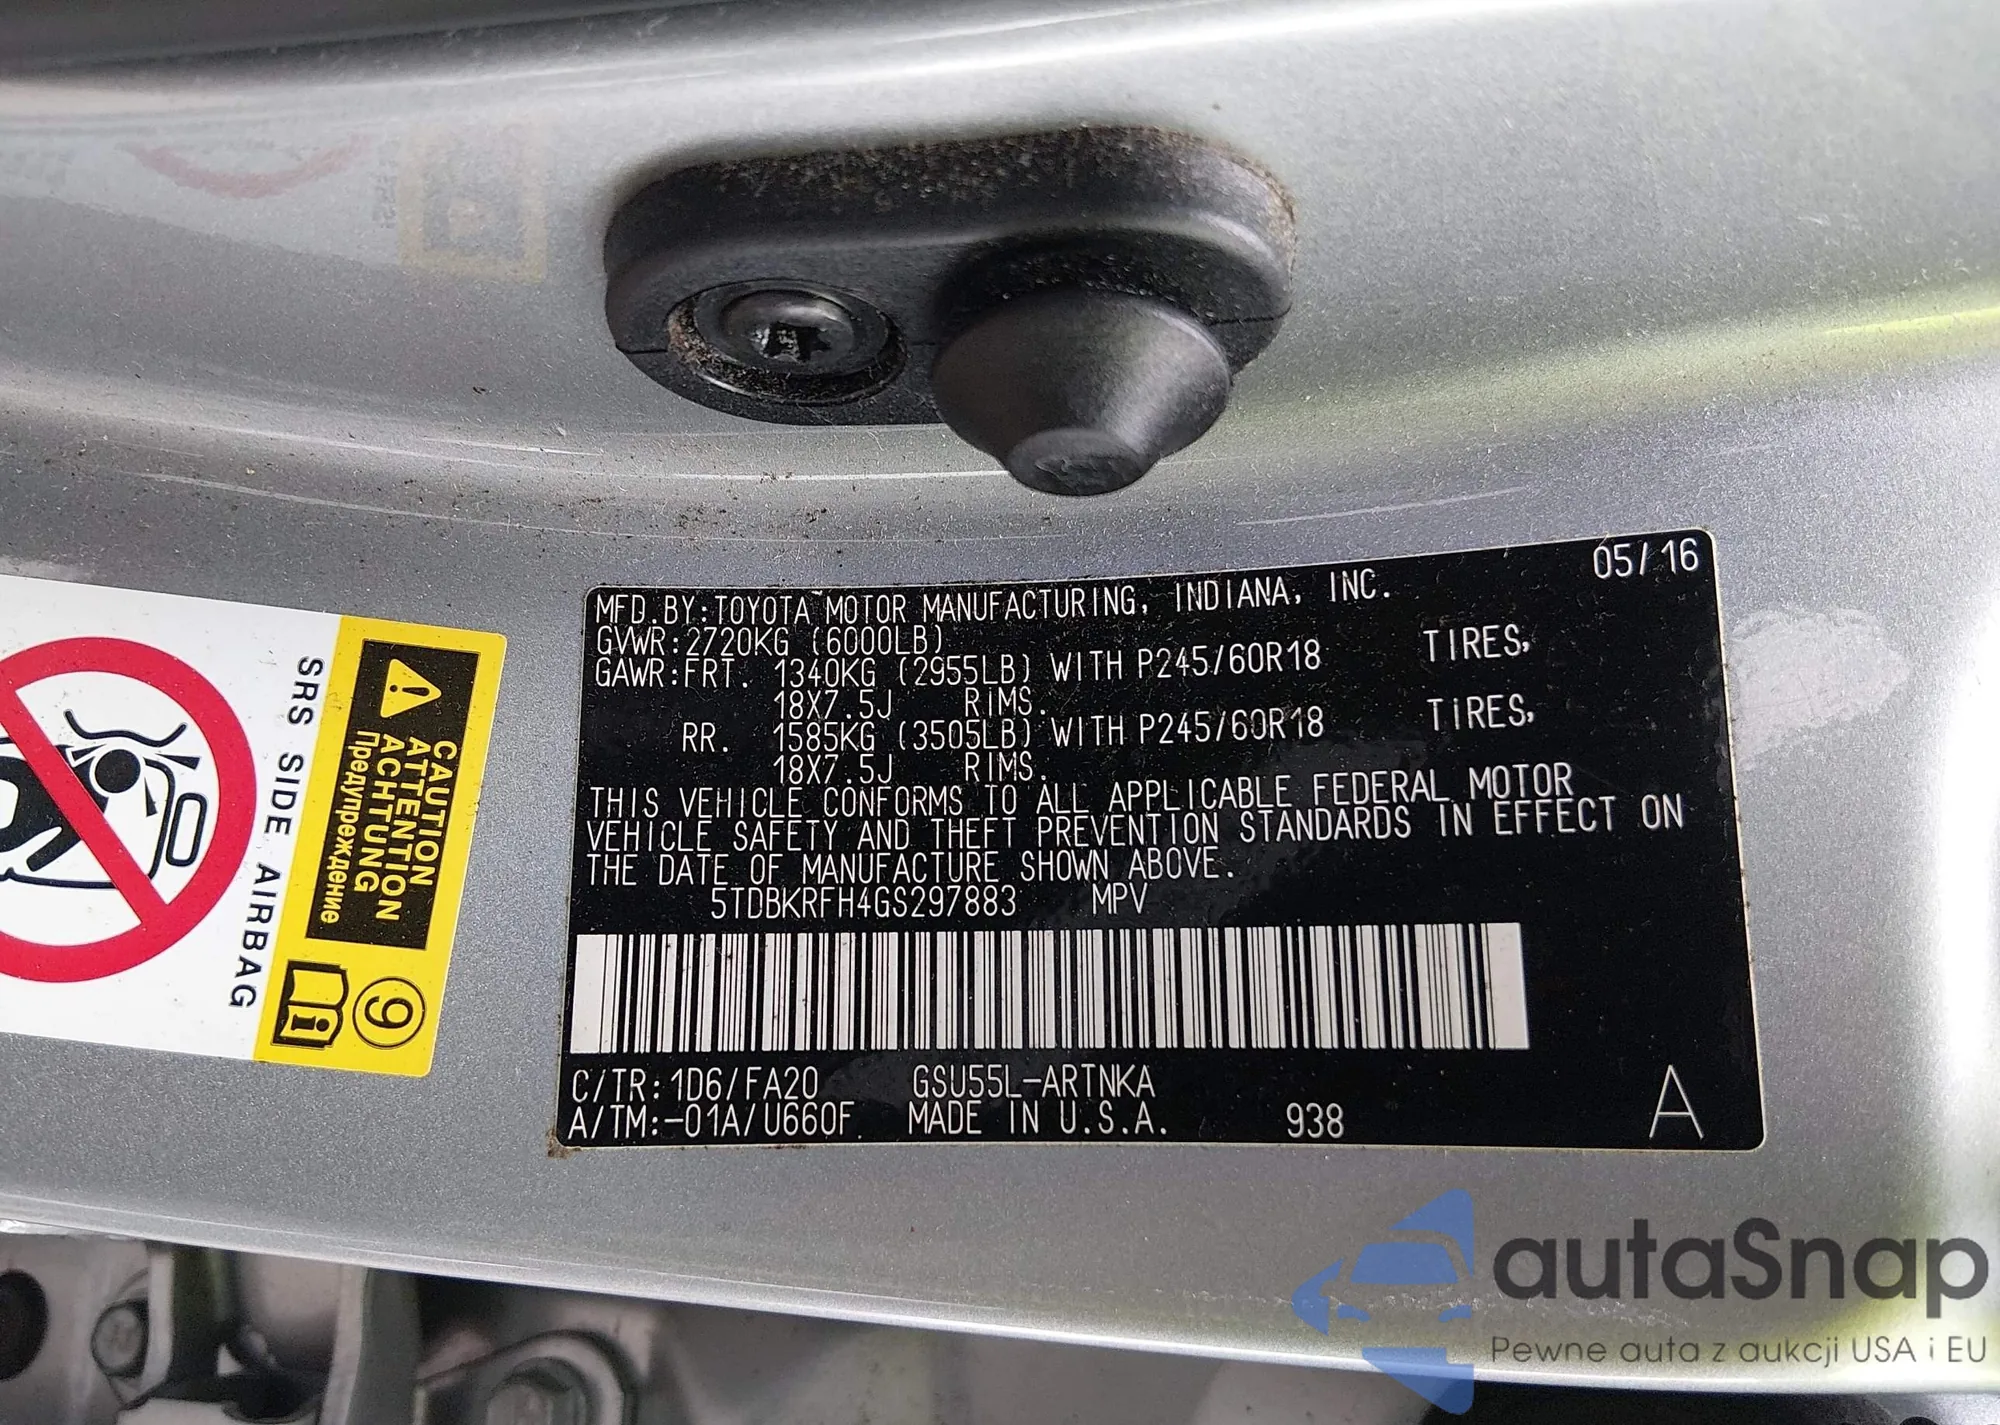 05/16
MFD.BY:TOYOTA MOTOR MANUFACTURING, INDIANA, INC.
GVWR:2720KG (6000LB)
GAWR:FRT. 1340KG (2955LB) WITH P245/60R18 TIRES,
18X7.5J RIMS.
RR. 1585KG (3505LB) WITH P245/60R18 TIRES,
18X7.5J RIMS.
THIS VEHICLE CONFORMS TO ALL APPLICABLE FEDERAL MOTOR
VEHICLE SAFETY AND THEFT PREVENTION STANDARDS IN EFFECT ON
THE DATE OF MANUFACTURE SHOWN ABOVE.
5TDBKRFH4GS297883 MPV
C/TR:1D6/FA20 GSU55L-ARTNKA
A/TM:-01A/U660F MADE IN U.S.A. 938 A
CAUTION
ATTENTION
ACHTUNG
Предупреждение
SRS SIDE AIRBAG
9
i
autaSnap
Pewne auta z aukcji USA i EU